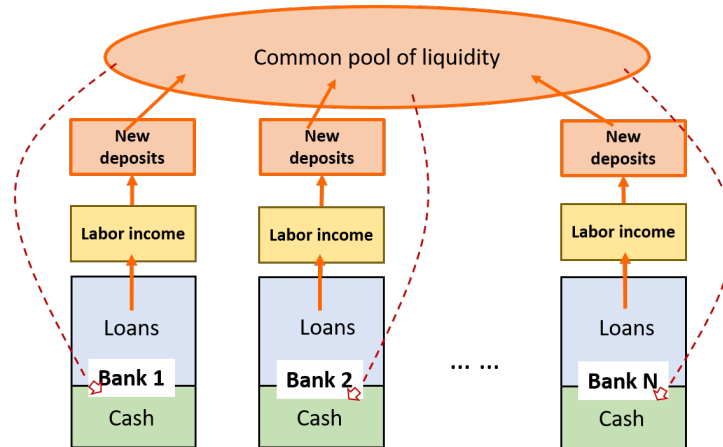 Common pool of liquidity
New
deposits
New
deposits
New
deposits
Labor income
Labor income
Labor income
Loans
Loans
Loans
... ...
Bank 1
Bank 2
Bank N
Cash
Cash
Cash